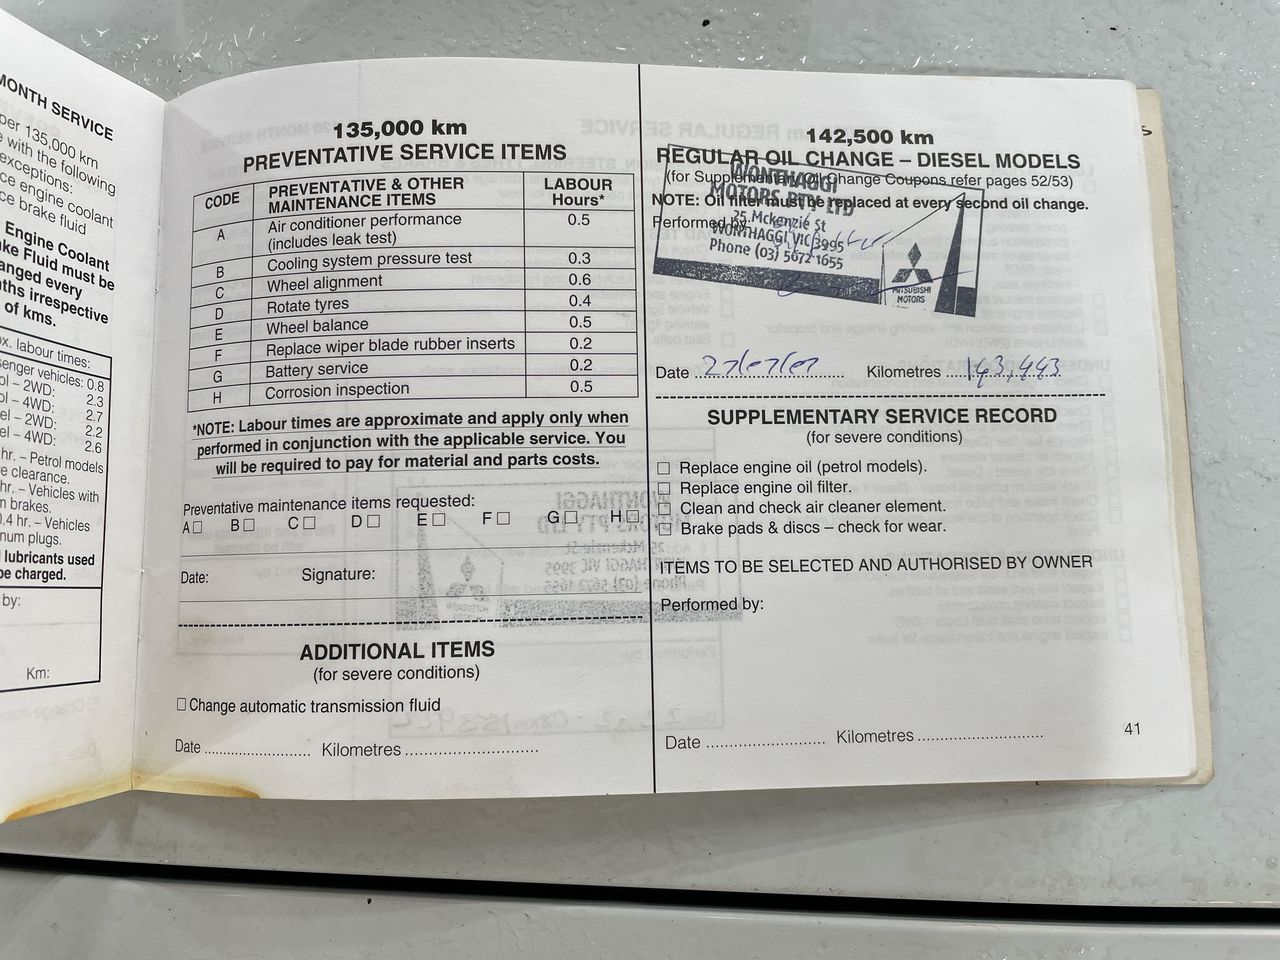 MONTH SERVICE
per 135,000 km
e with the following
exceptions:
ce engine coolant
ce brake fluid
Engine Coolant
ke Fluid must be
anged every
ths irrespective
of kms.
ox. labour times:
senger vehicles: 0.8
ol – 2WD: 2.3
ol – 4WD: 2.7
el – 2WD: 2.2
el – 4WD: 2.6
hr. – Petrol models
e clearance.
hr. – Vehicles with
n brakes.
0.4 hr. – Vehicles
num plugs.
lubricants used
be charged.
by:
Km:
135,000 km
PREVENTATIVE SERVICE ITEMS
CODE PREVENTATIVE & OTHER MAINTENANCE ITEMS LABOUR Hours*
A Air conditioner performance (includes leak test) 0.5
B Cooling system pressure test 0.3
C Wheel alignment 0.6
D Rotate tyres 0.4
E Wheel balance 0.5
F Replace wiper blade rubber inserts 0.2
G Battery service 0.2
H Corrosion inspection 0.5
*NOTE: Labour times are approximate and apply only when
performed in conjunction with the applicable service. You
will be required to pay for material and parts costs.
Preventative maintenance items requested:
A☐ B☐ C☐ D☐ E☐ F☐ G☐ H☐
Date: Signature:
ADDITIONAL ITEMS
(for severe conditions)
☐ Change automatic transmission fluid
Date .................... Kilometres ..........................
142,500 km
REGULAR OIL CHANGE – DIESEL MODELS
(for Supplementary Oil Change Coupons refer pages 52/53)
NOTE: Oil filter must be replaced at every second oil change.
Performed by:
WONTHAGGI
MOTORS PTY LTD
25 McKenzie St
WONTHAGGI VIC 3995
Phone (03) 5672 1655
MITSUBISHI
MOTORS
Date Kilometres 143,443
SUPPLEMENTARY SERVICE RECORD
(for severe conditions)
☐ Replace engine oil (petrol models).
☐ Replace engine oil filter.
☐ Clean and check air cleaner element.
☐ Brake pads & discs – check for wear.
ITEMS TO BE SELECTED AND AUTHORISED BY OWNER
Performed by:
Date ........................ Kilometres .........................
41